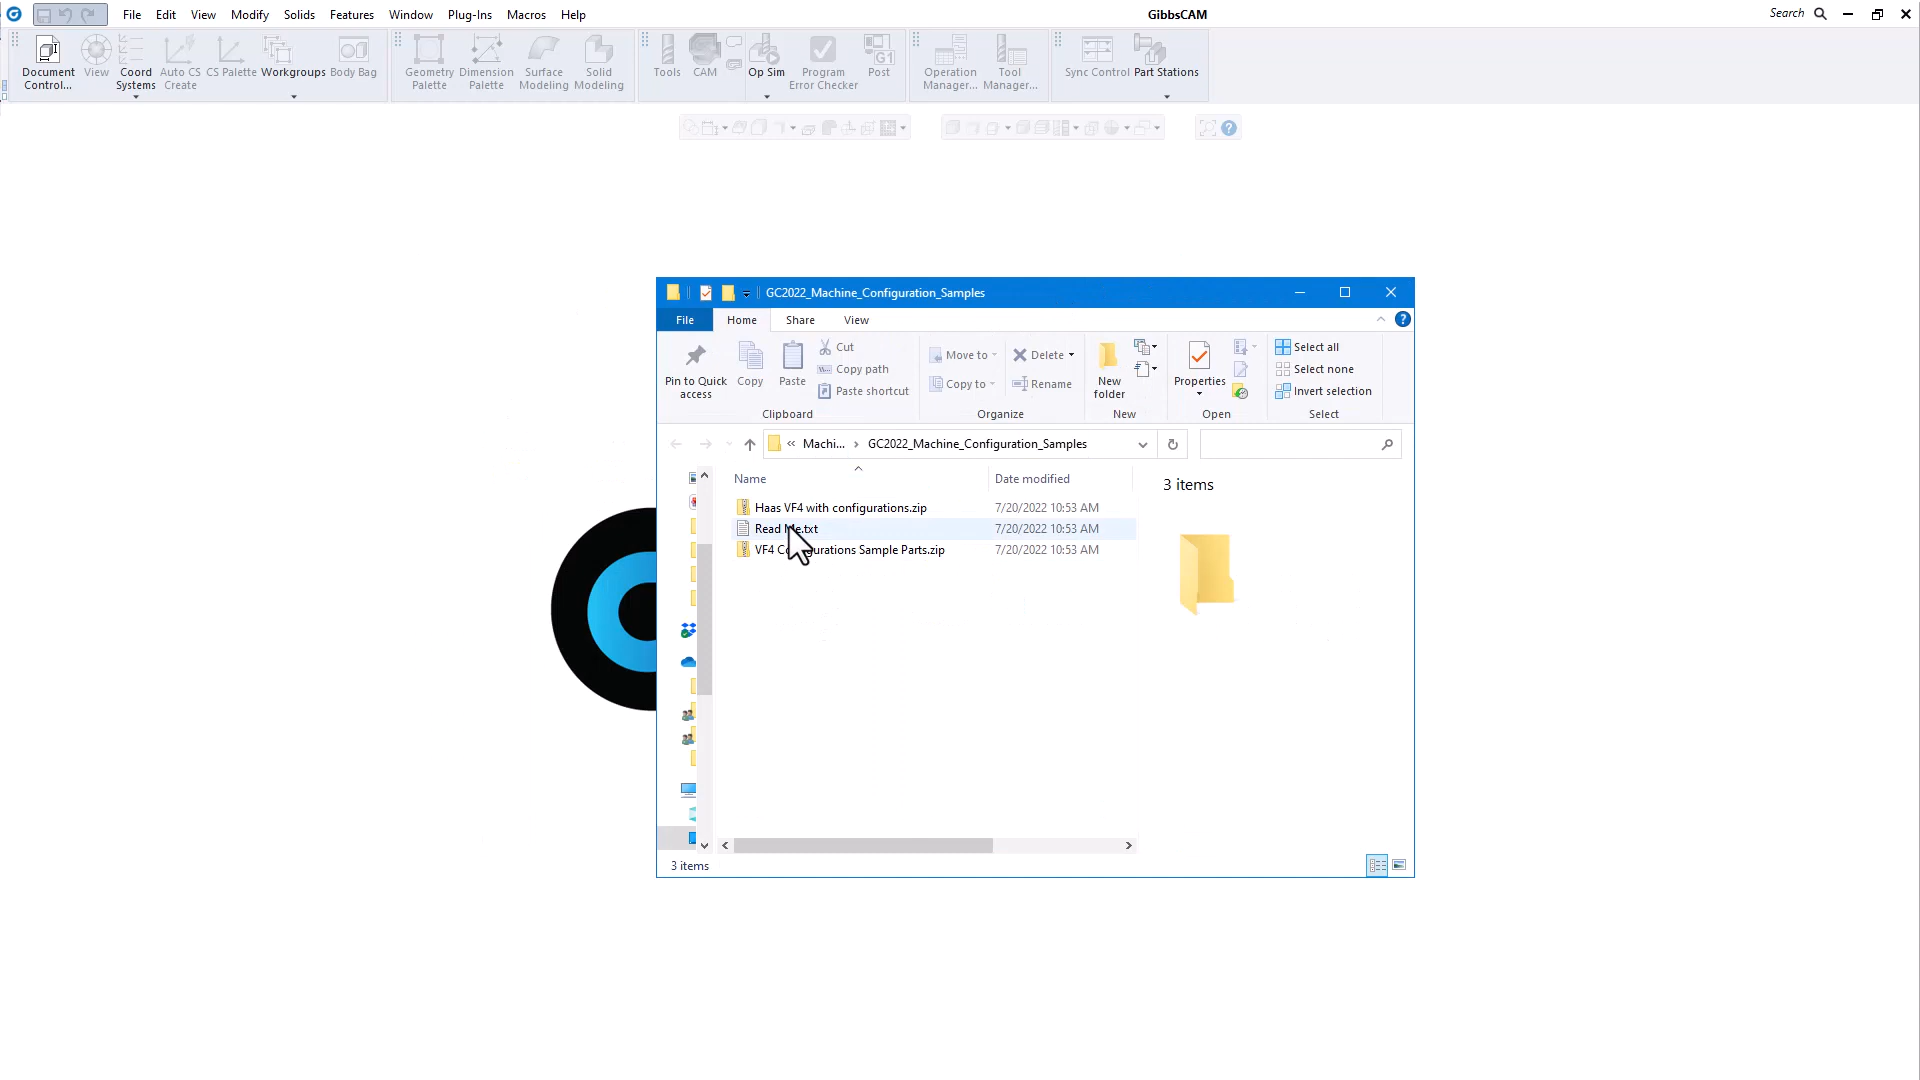 File Edit View Modify Solids Features Window Plug-Ins Macros Help GibbsCAM Search
Document Control... View Coord Systems Auto CS Create CS Palette Workgroups Body Bag Geometry Palette Dimension Palette Surface Modeling Solid Modeling Tools CAM Op Sim Program Error Checker G1 Post Operation Manager... Tool Manager... Sync Control Part Stations
GC2022_Machine_Configuration_Samples
File Home Share View
Pin to Quick access Copy Paste Cut Copy path Paste shortcut Move to Copy to Delete Rename New folder Properties Select all Select none Invert selection
Clipboard Organize New Open Select
« Machi... > GC2022_Machine_Configuration_Samples
Name Date modified
3 items
Haas VF4 with configurations.zip 7/20/2022 10:53 AM
Read Me.txt 7/20/2022 10:53 AM
VF4 Configurations Sample Parts.zip 7/20/2022 10:53 AM
3 items